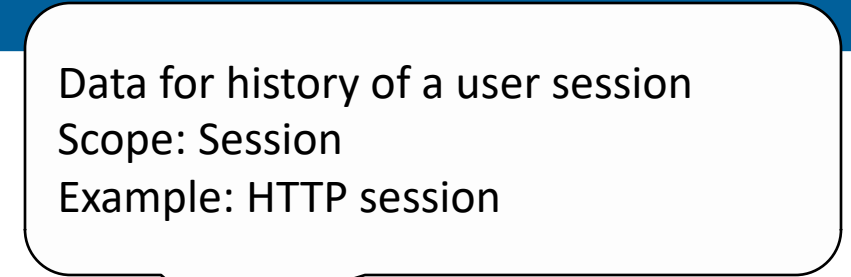 Data for history of a user session
Scope: Session
Example: HTTP session